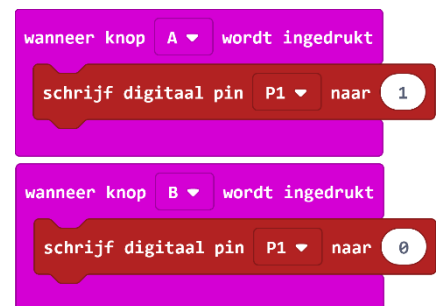 wanneer knop A wordt ingedrukt
schrijf digitaal pin P1 naar 1
wanneer knop B wordt ingedrukt
schrijf digitaal pin P1 naar 0